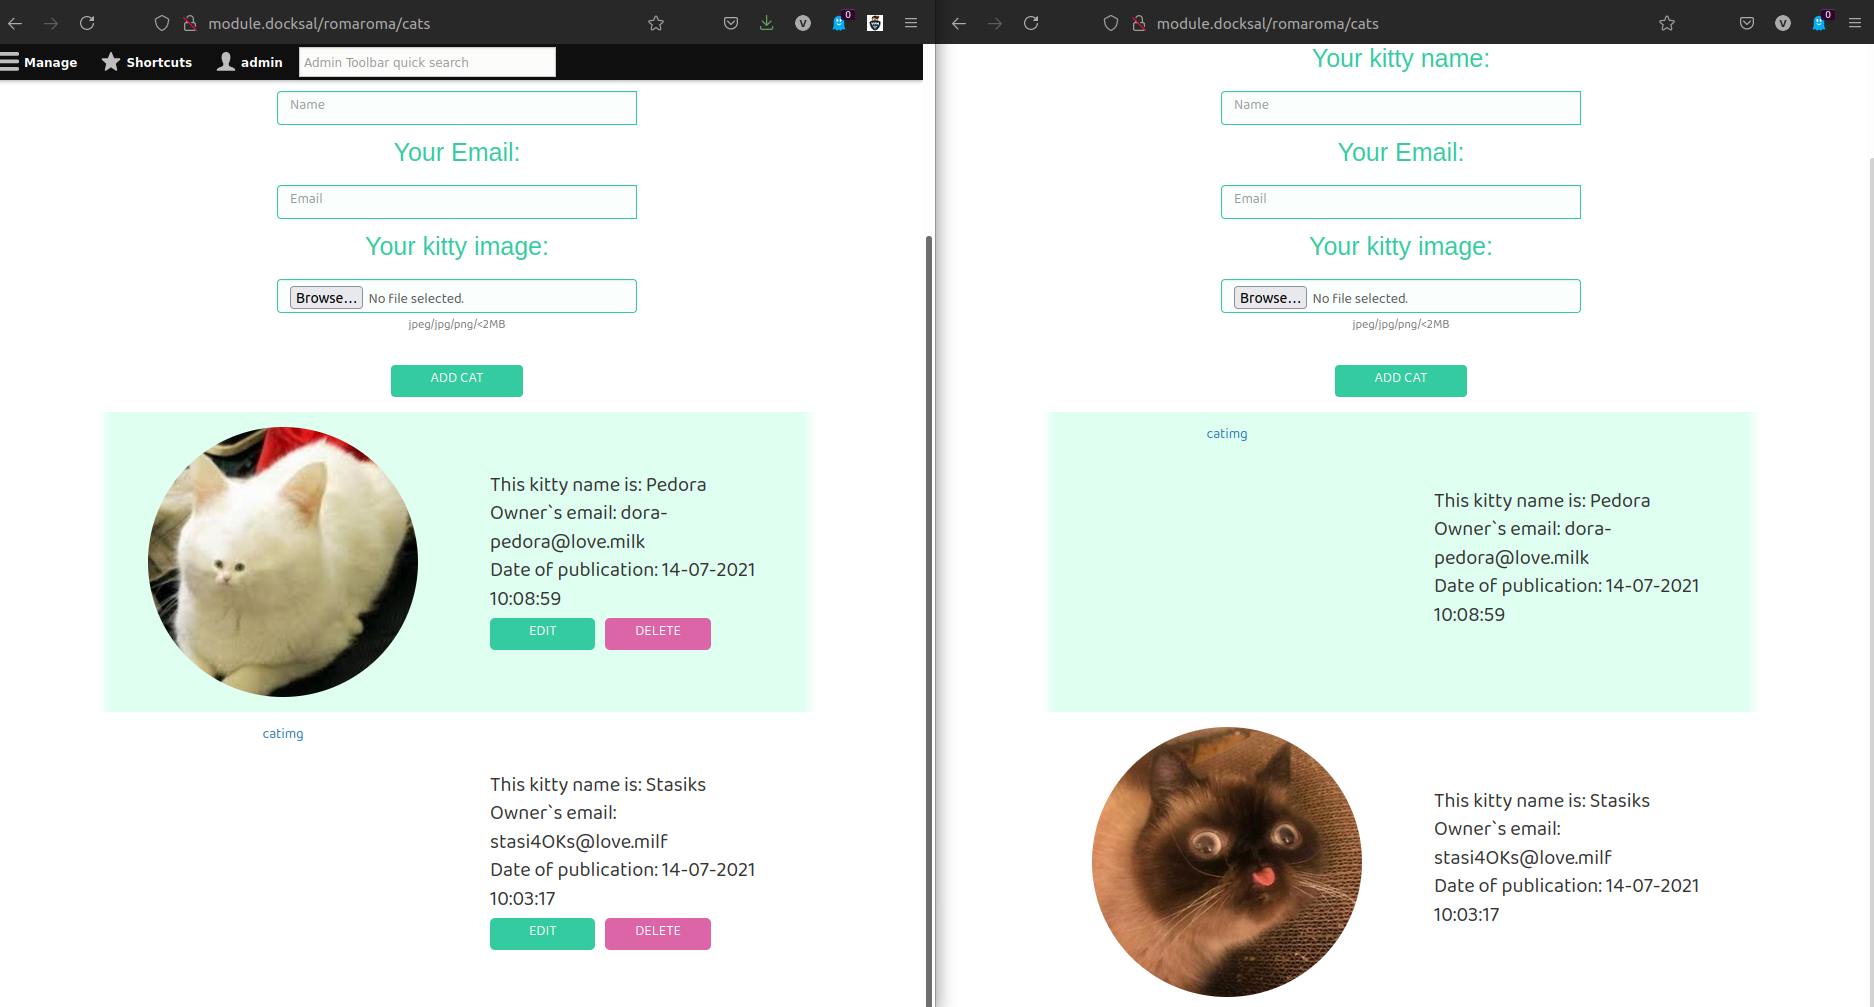 module.docksal/romaroma/cats
0
Manage
Shortcuts
admin
Admin Toolbar quick search
Name
Your Email:
Email
Your kitty image:
Browse... No file selected.
jpeg/jpg/png/<2MB
ADD CAT
This kitty name is: Pedora
Owner`s email: dora-
pedora@love.milk
Date of publication: 14-07-2021
10:08:59
EDIT
DELETE
catimg
This kitty name is: Stasiks
Owner`s email:
stasi4OKs@love.milf
Date of publication: 14-07-2021
10:03:17
EDIT
DELETE
module.docksal/romaroma/cats
V
0
Your kitty name:
Name
Your Email:
Email
Your kitty image:
Browse... No file selected.
jpeg/jpg/png/<2MB
ADD CAT
catimg
This kitty name is: Pedora
Owner`s email: dora-
pedora@love.milk
Date of publication: 14-07-2021
10:08:59
This kitty name is: Stasiks
Owner`s email:
stasi4OKs@love.milf
Date of publication: 14-07-2021
10:03:17